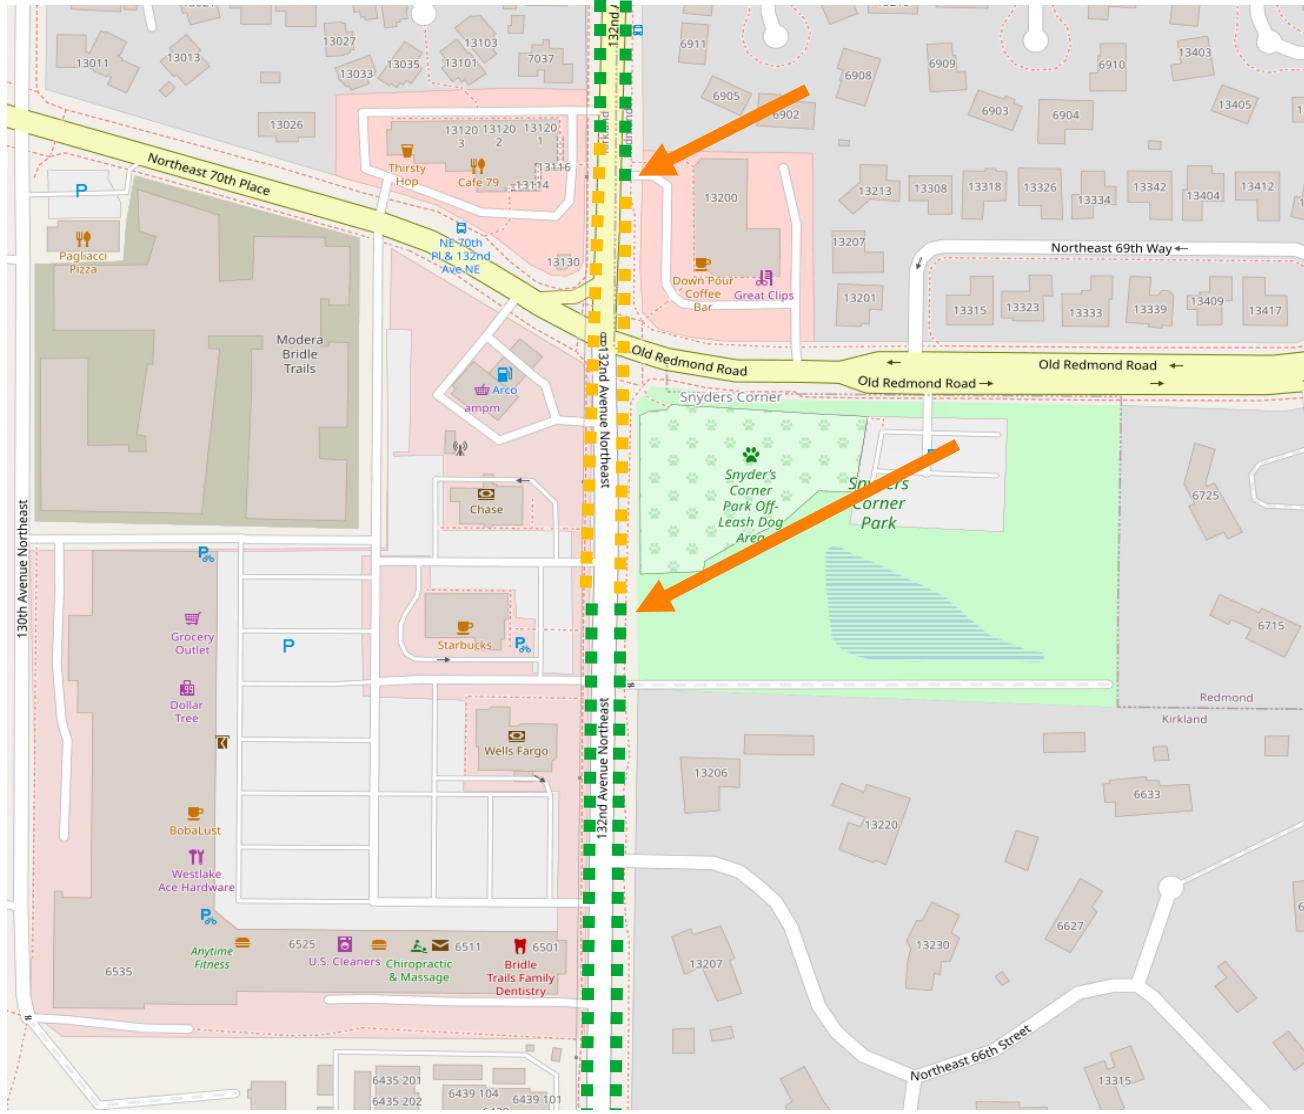 132nd A
6911
13027
13103
13011
13013
13033
13035
13101
7037
6905
6908
6909
6910
13403
6902
6903
6904
13405
13026
13120
3
13120
2
13120
1
13116
13114
Thirsty
Hop
Cafe 79
Northeast 70th Place
P
Pagliacci
Pizza
NE 70th
Pl & 132nd
Ave NE
13130
13200
13213
13308
13318
13326
13334
13342
13404
13412
13207
Northeast 69th Way
Down Pour
Coffee
Bar
Great Clips
13201
13315
13323
13333
13339
13409
13417
Modera
Bridle
Trails
Arco
ampm
132nd Avenue Northeast
Old Redmond Road
Old Redmond Road
Old Redmond Road
Snyders Corner
Snyder's
Corner
Park Off-
Leash Dog
Area
Snyders
Corner
Park
6725
Chase
130th Avenue Northeast
P
Grocery
Outlet
P
Starbucks
P
6715
Dollar
Tree
Redmond
Kirkland
Wells Fargo
132nd Avenue Northeast
13206
6633
13220
BobaLust
Westlake
Ace Hardware
P
Anytime
Fitness
6525
U.S. Cleaners
Chiropractic
& Massage
6511
6501
Bridle
Trails Family
Dentistry
6535
13207
13230
6627
Northeast 66th Street
13315
6435 201
6435 202
6439 104
6439 101